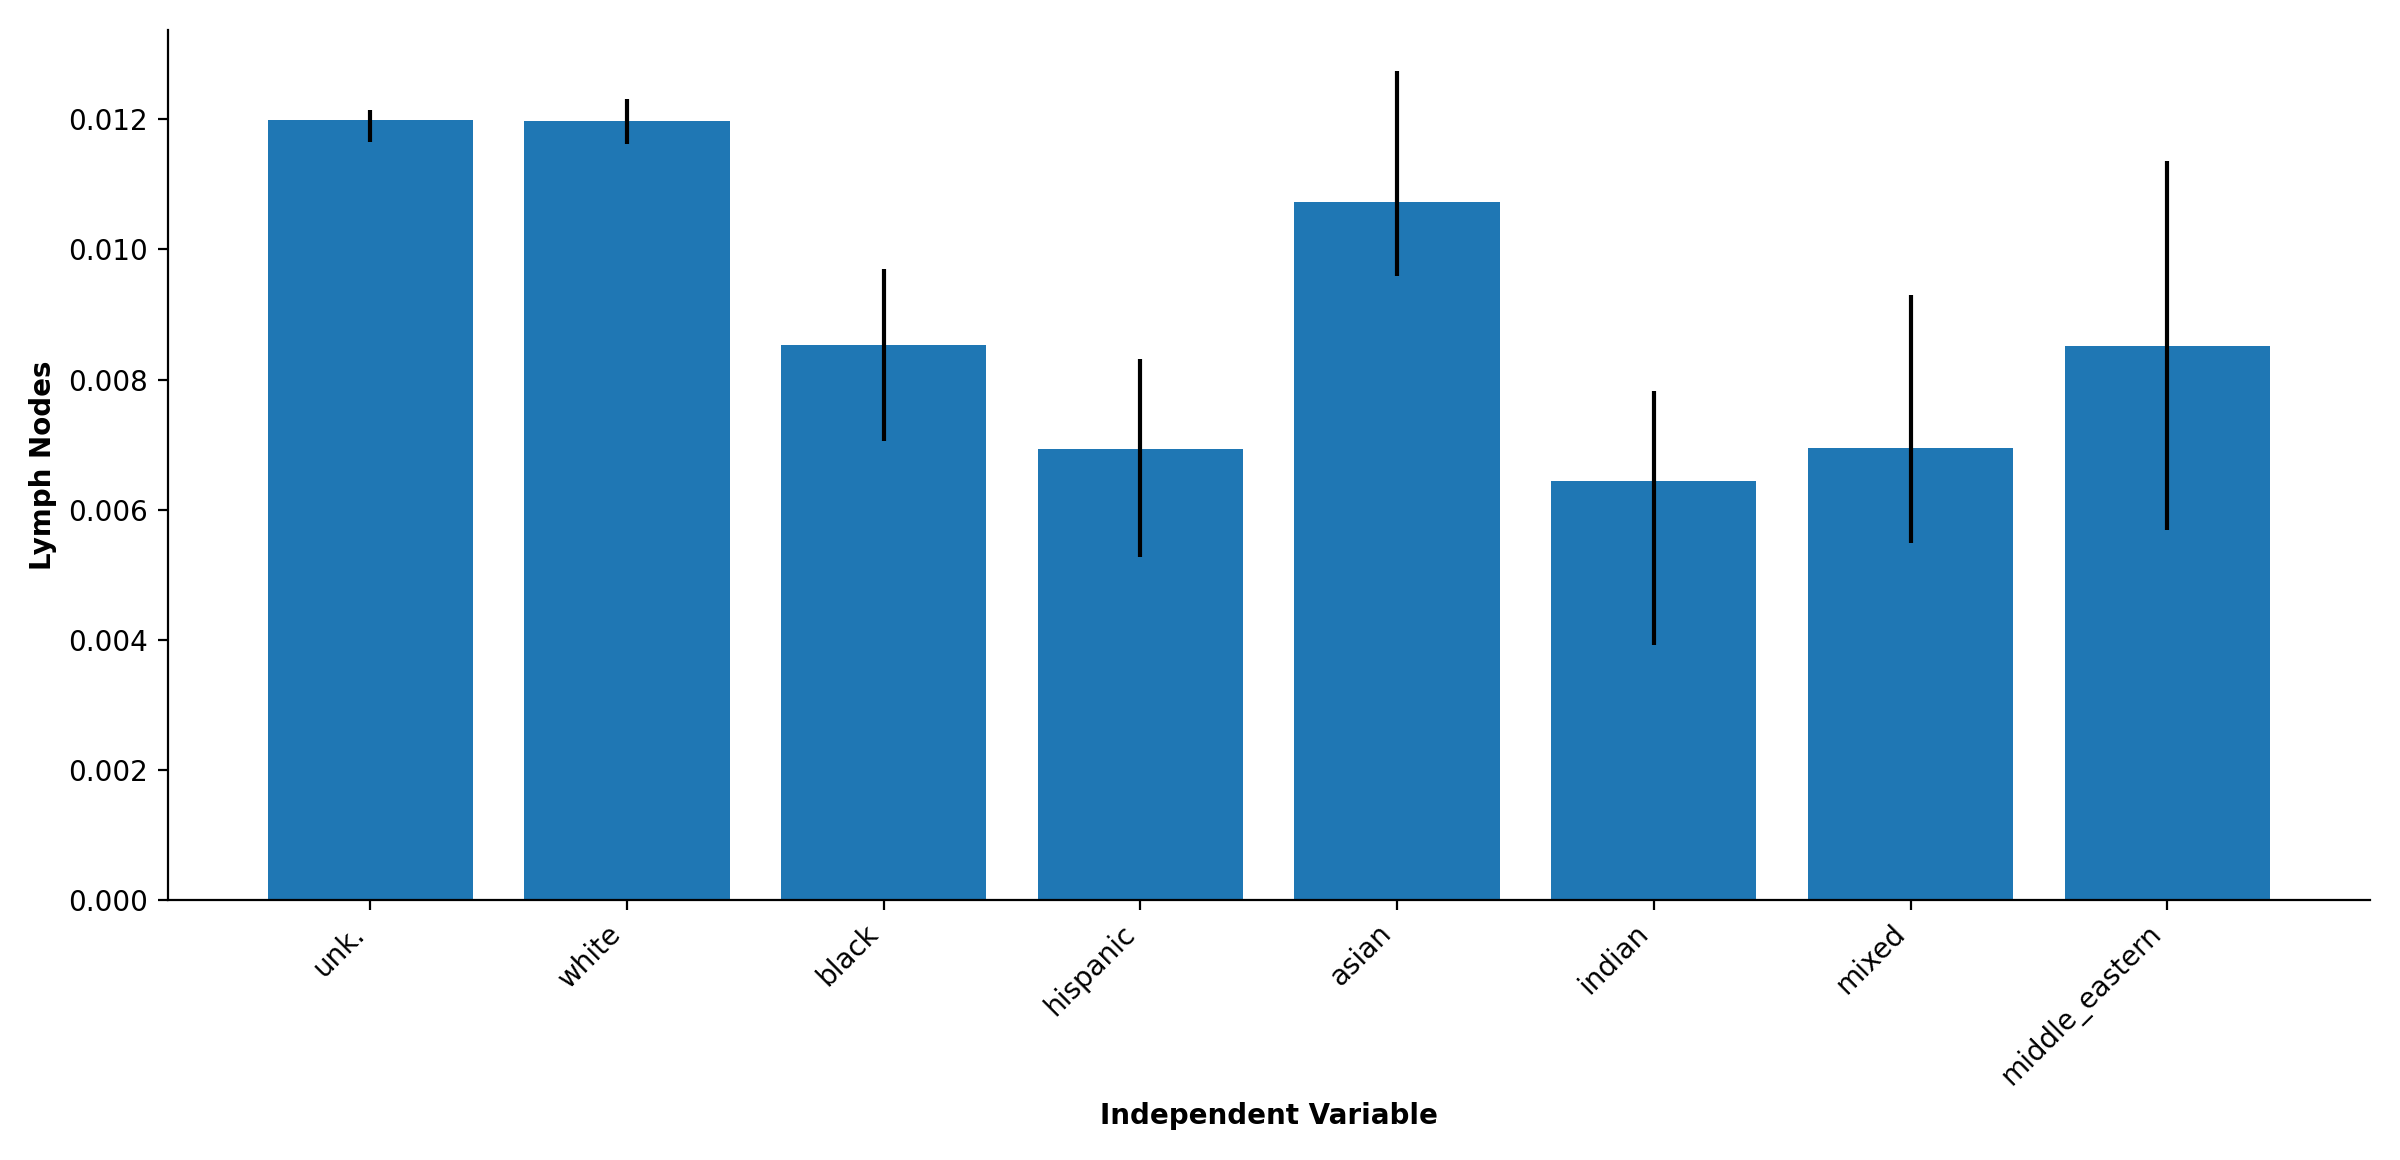 Lymph Nodes
0.012
0.010
0.008
0.006
0.004
0.002
0.000
unk.
white
black
hispanic
asian
indian
mixed
middle_eastern
Independent Variable